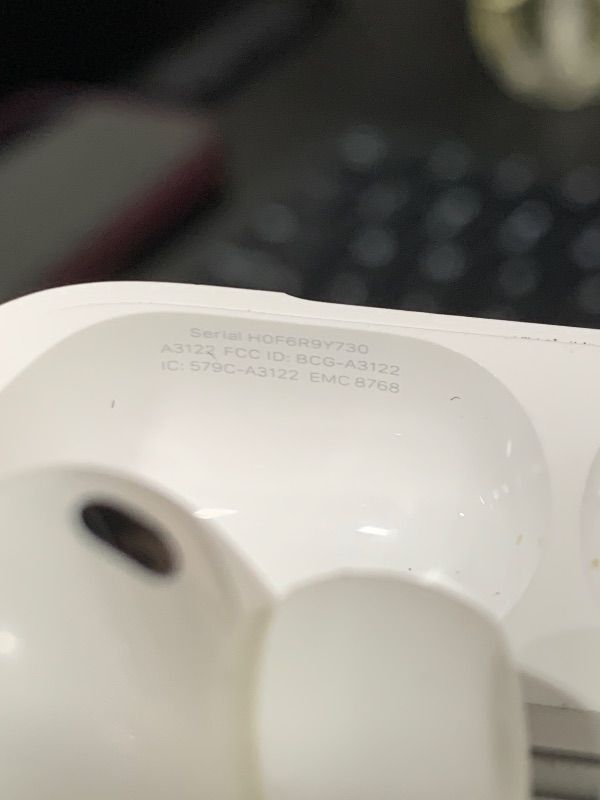 Serial H0F6R9Y730
A3122 FCC ID: BCG-A3122
IC: 579C-A3122 EMC 8768